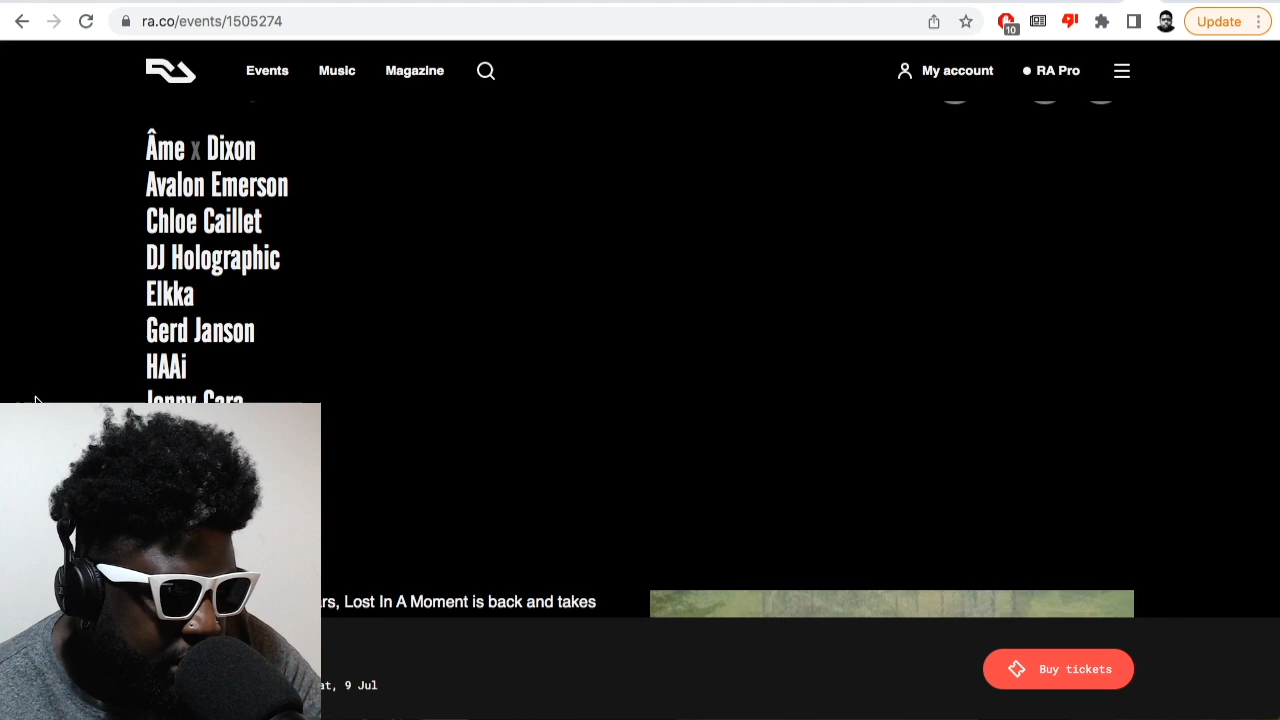 ra.co/events/1505274
10
Update
Events
Music
Magazine
My account
RA Pro
Âme x Dixon
Avalon Emerson
Chloe Caillet
DJ Holographic
Elkka
Gerd Janson
HAAi
rs, Lost In A Moment is back and takes
at, 9 Jul
Buy tickets